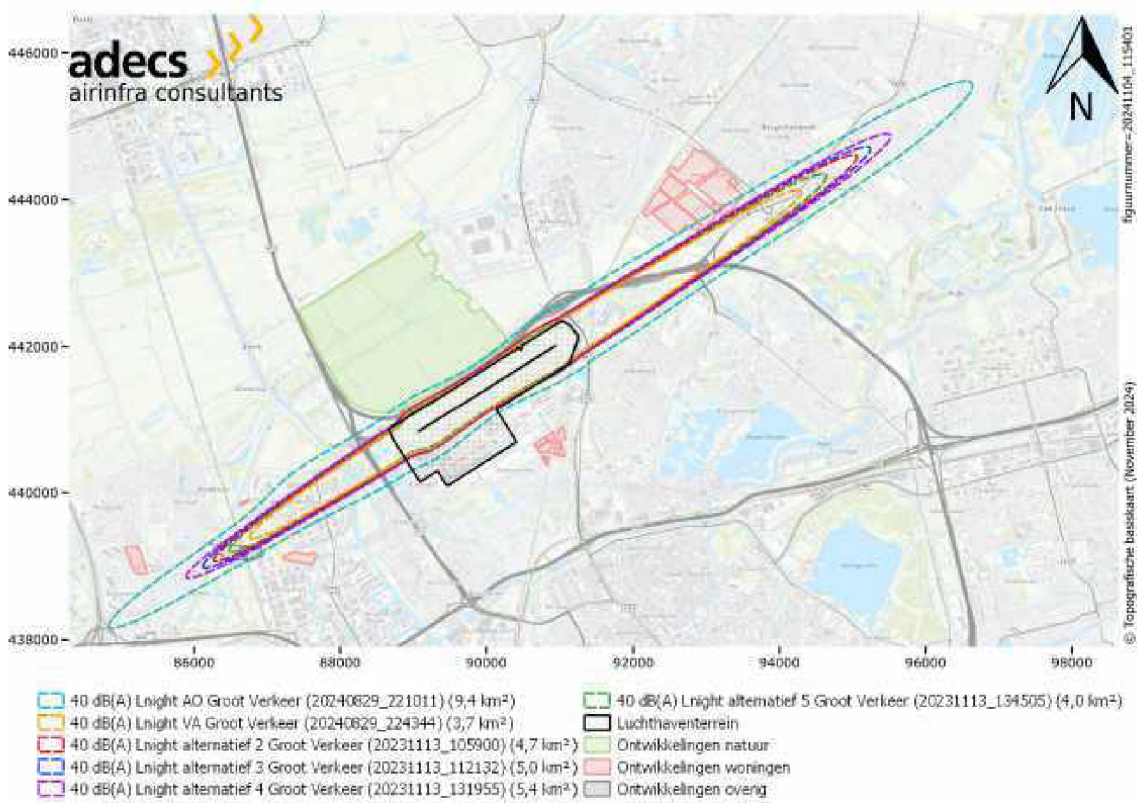 adecs
airinfra consultants
N
figuurnummer=20241104_115401
© Topografische basiskaart (November 2024)
446000
444000
442000
440000
438000
86000 88000 90000 92000 94000 96000 98000
40 dB(A) Lnight AO Groot Verkeer (20240829_221011) (9,4 km²)
40 dB(A) Lnight VA Groot Verkeer (20240829_224344) (3,7 km²)
40 dB(A) Lnight alternatief 2 Groot Verkeer (20231113_105900) (4,7 km²)
40 dB(A) Lnight alternatief 3 Groot Verkeer (20231113_112132) (5,0 km²)
40 dB(A) Lnight alternatief 4 Groot Verkeer (20231113_131955) (5,4 km²)
40 dB(A) Lnight alternatief 5 Groot Verkeer (20231113_134505) (4,0 km²)
Luchthaventerrein
Ontwikkelingen natuur
Ontwikkelingen woningen
Ontwikkelingen overig